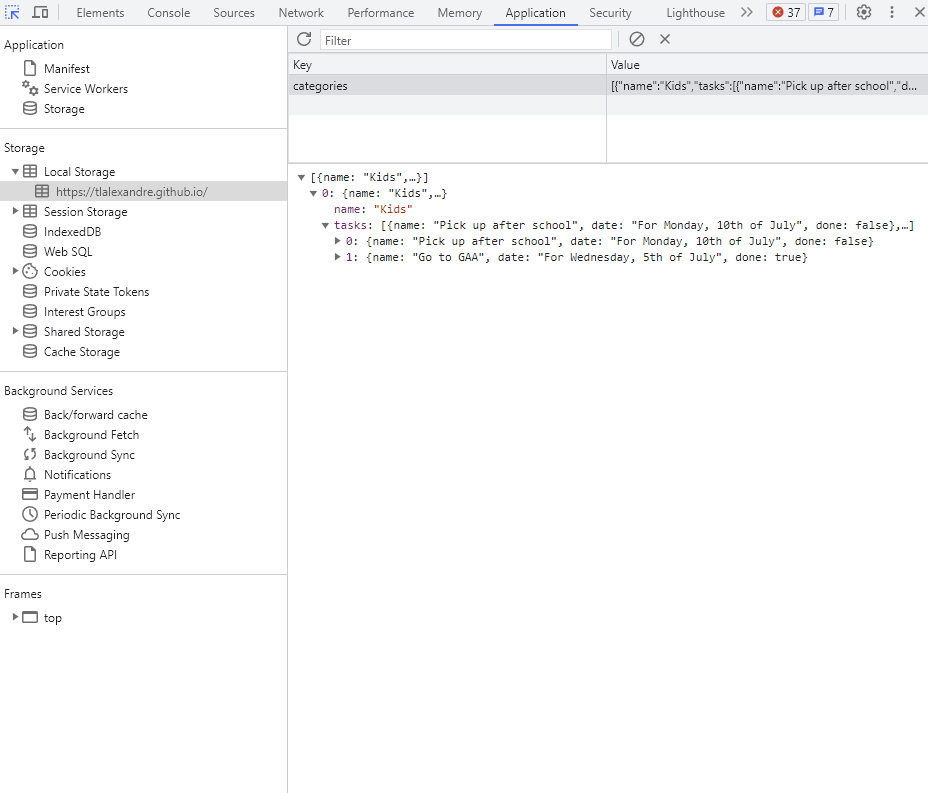 Elements Console Sources Network Performance Memory Application Security Lighthouse 37 7
Application
Manifest
Service Workers
Storage
Storage
Local Storage
https://tlalexandre.github.io/
Session Storage
IndexedDB
Web SQL
Cookies
Private State Tokens
Interest Groups
Shared Storage
Cache Storage
Background Services
Back/forward cache
Background Fetch
Background Sync
Notifications
Payment Handler
Periodic Background Sync
Push Messaging
Reporting API
Frames
top
Filter
Key Value
categories [{"name":"Kids","tasks":[{"name":"Pick up after school","d...
[{name: "Kids",…}]
0: {name: "Kids",…}
name: "Kids"
tasks: [{name: "Pick up after school", date: "For Monday, 10th of July", done: false},…]
0: {name: "Pick up after school", date: "For Monday, 10th of July", done: false}
1: {name: "Go to GAA", date: "For Wednesday, 5th of July", done: true}